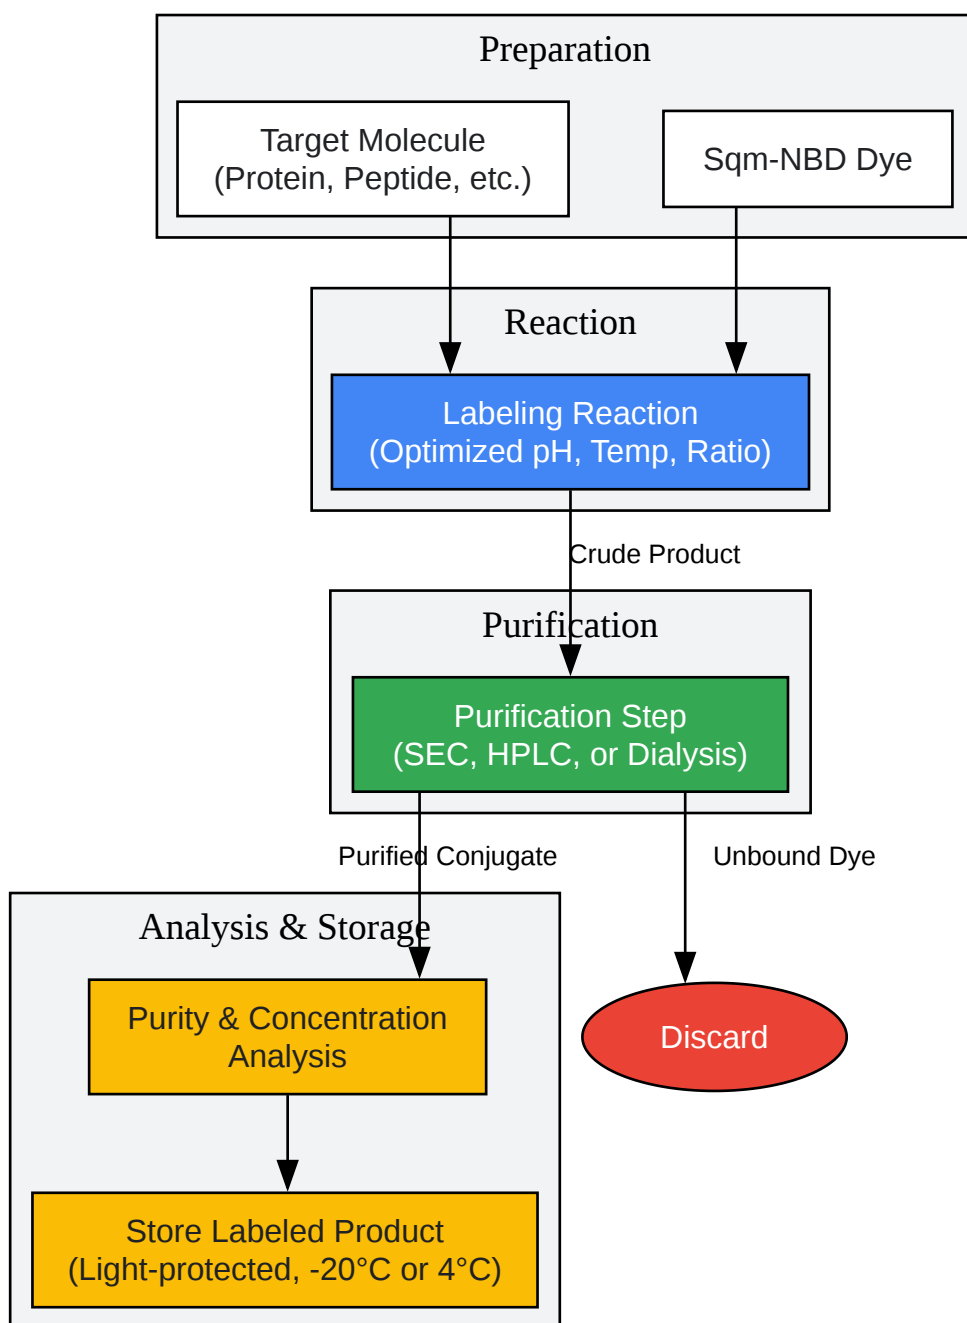 Preparation
Target Molecule
(Protein, Peptide, etc.)
Sqm-NBD Dye
Reaction
Labeling Reaction
(Optimized pH, Temp, Ratio)
Crude Product
Purification
Purification Step
(SEC, HPLC, or Dialysis)
Purified Conjugate
Unbound Dye
Analysis & Storage
Purity & Concentration
Analysis
Discard
Store Labeled Product
(Light-protected, -20°C or 4°C)